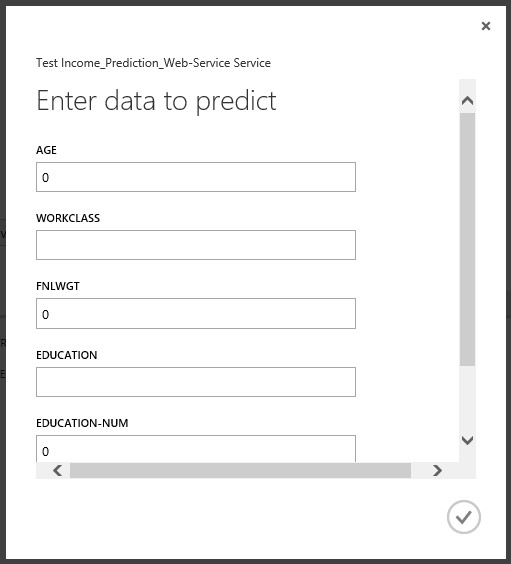 Test Income_Prediction_Web-Service Service
Enter data to predict
AGE
0
WORKCLASS
FNLWGT
0
EDUCATION
EDUCATION-NUM
0